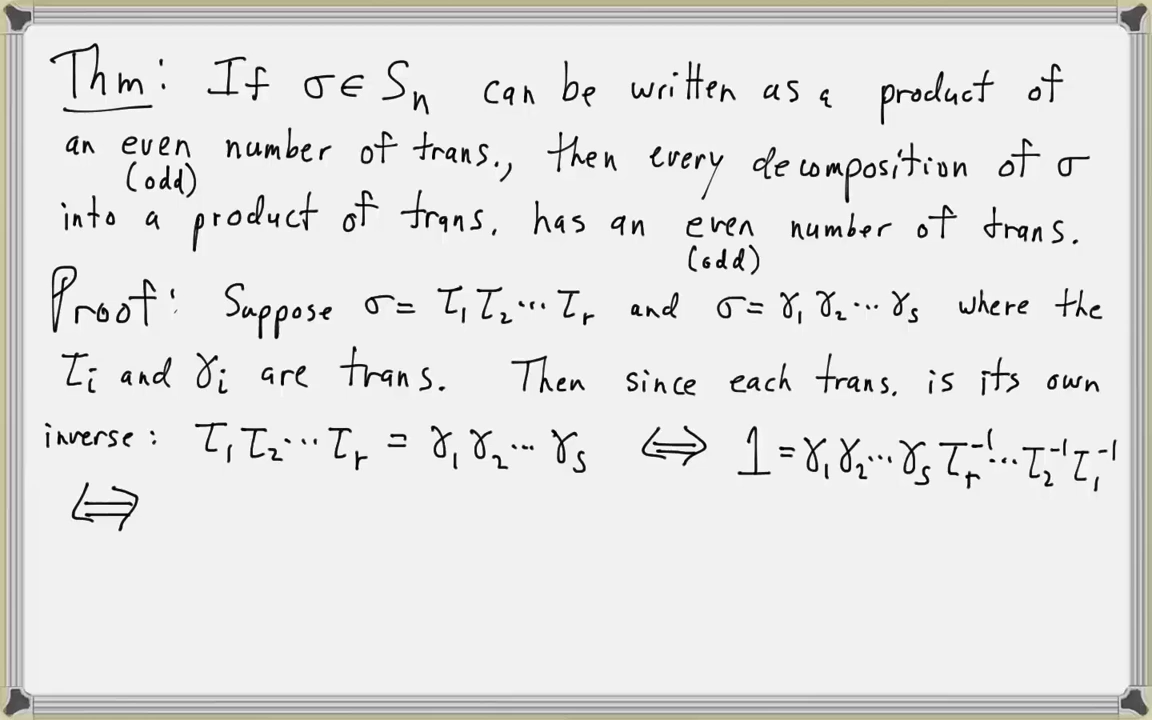 Thm: If σ ∈ Sₙ can be written as a product of
an even number of trans., then every decomposition of σ
(odd)
into a product of trans. has an even number of trans.
(odd)
Proof: Suppose σ = τ₁τ₂⋯τᵣ and σ = γ₁γ₂⋯γₛ where the
τᵢ and γᵢ are trans. Then since each trans. is its own
inverse: τ₁τ₂⋯τᵣ = γ₁γ₂⋯γₛ ⟺ 1 = γ₁γ₂⋯γₛτᵣ⁻¹⋯τ₂⁻¹τ₁⁻¹
⟺